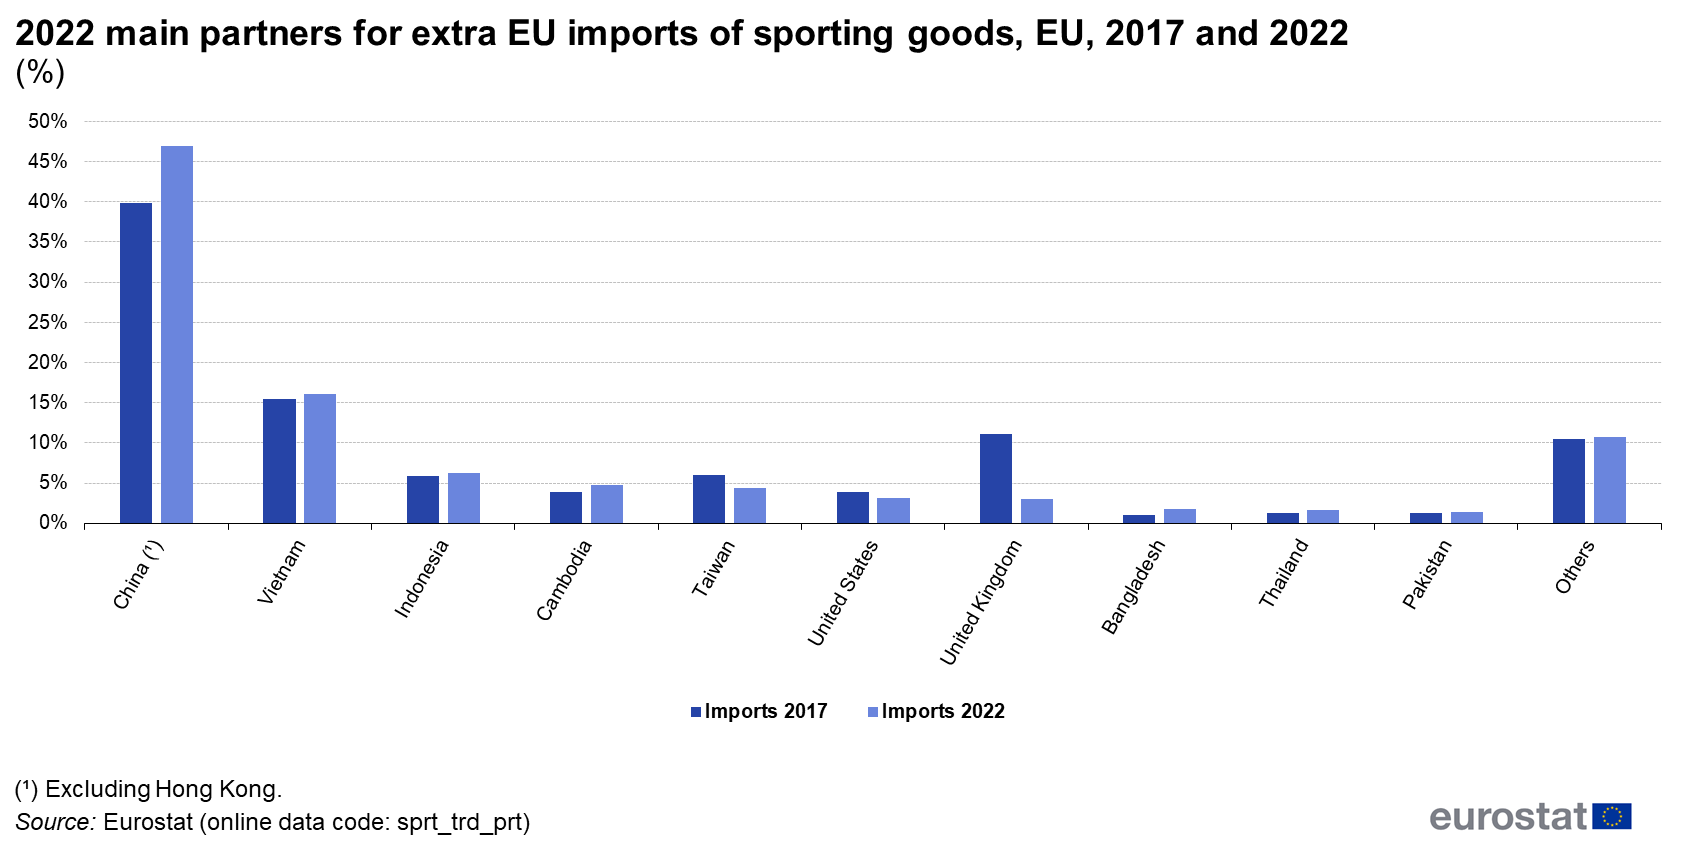 2022 main partners for extra EU imports of sporting goods, EU, 2017 and 2022
(%)
50%
45%
40%
35%
30%
25%
20%
15%
10%
5%
0%
China (¹)
Vietnam
Indonesia
Cambodia
Taiwan
United States
United Kingdom
Bangladesh
Thailand
Pakistan
Others
Imports 2017
Imports 2022
(¹) Excluding Hong Kong.
Source: Eurostat (online data code: sprt_trd_prt)
eurostat